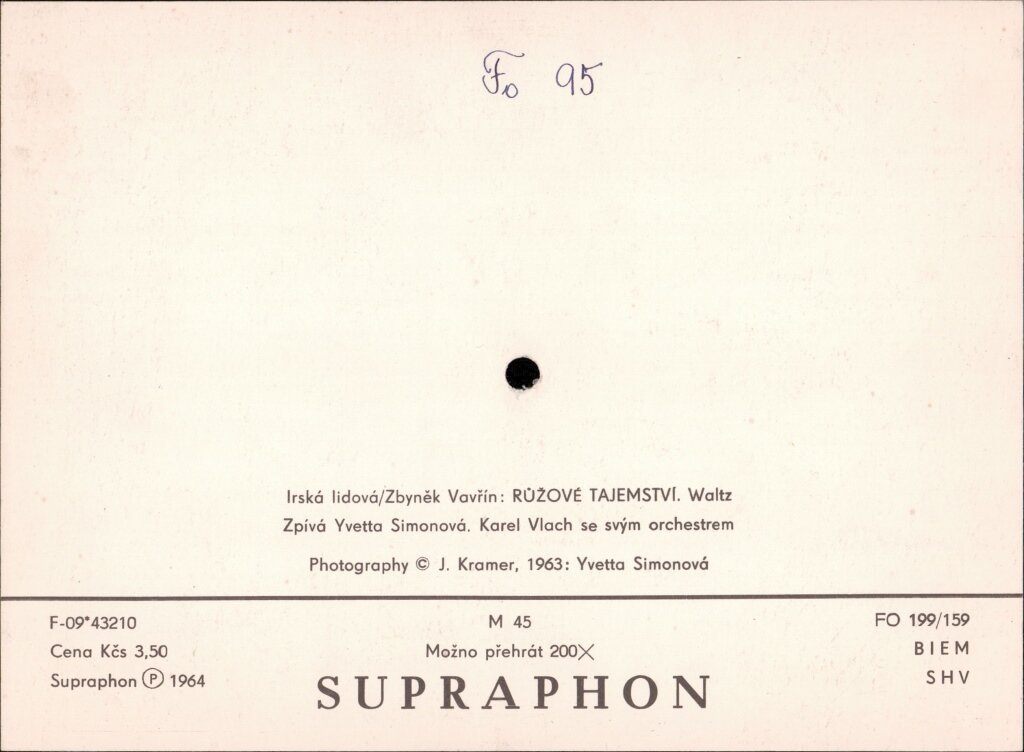 Fo 95
Irská lidová/Zbyněk Vavřín: RŮŽOVÉ TAJEMSTVÍ. Waltz
Zpívá Yvetta Simonová. Karel Vlach se svým orchestrem
Photography © J. Kramer, 1963: Yvetta Simonová
F-09*43210
Cena Kčs 3,50
Supraphon Ⓟ 1964
M 45
Možno přehrát 200X
SUPRAPHON
FO 199/159
BIEM
SHV